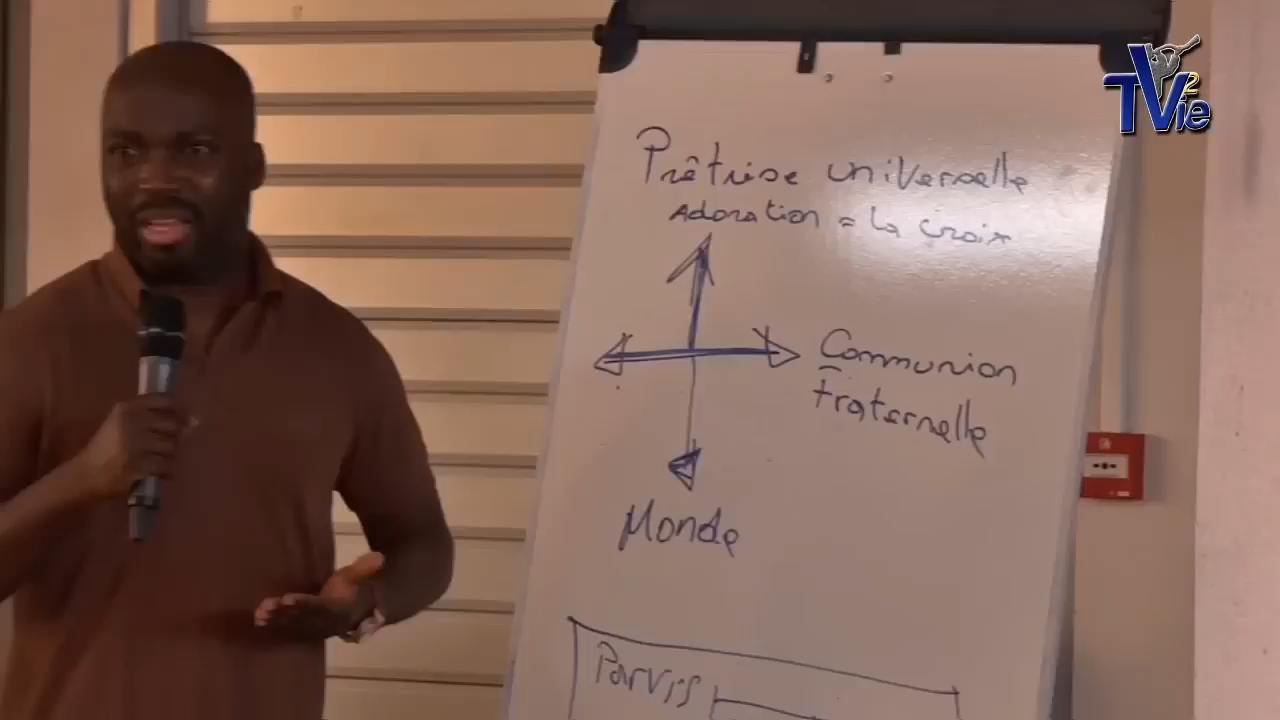 TV2Vie
Prêtrise universelle
Adoration = la croix
Communion
Fraternelle
Monde
Parvis